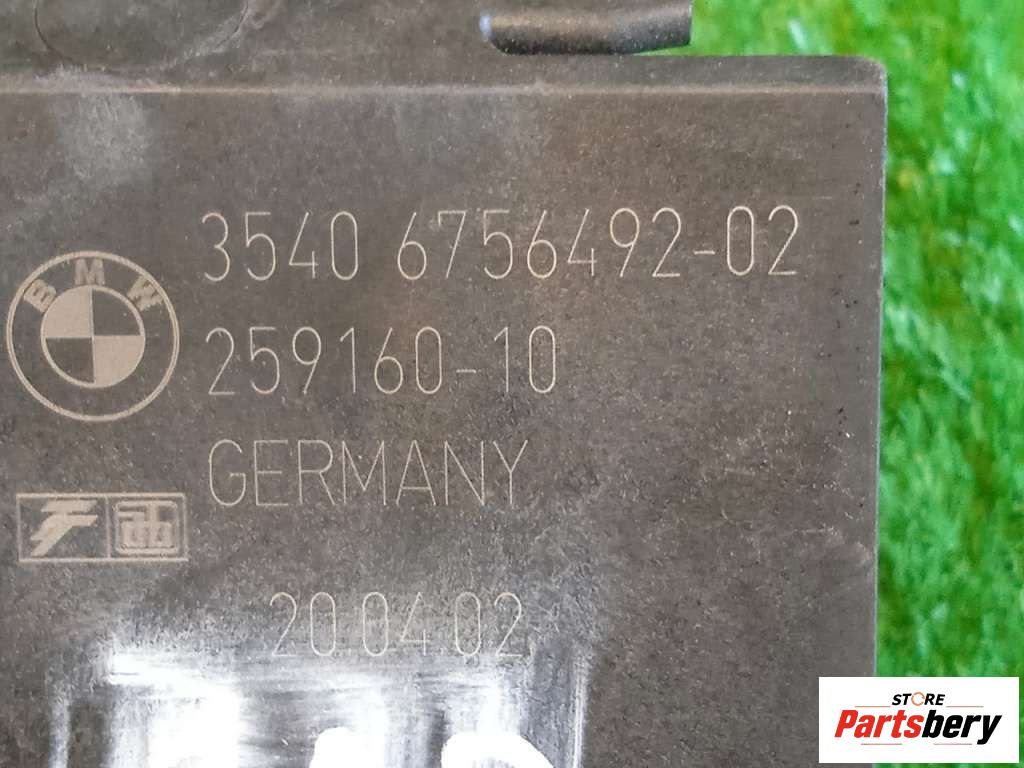 3540 6756492-02
BMW
259160-10
GERMANY
20.04.02
STORE
Partsbery